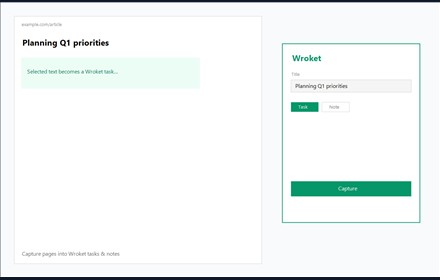 example.com/article
Planning Q1 priorities
Selected text becomes a Wroket task...
Capture pages into Wroket tasks & notes
Wroket
Title
Planning Q1 priorities
Task
Note
Capture